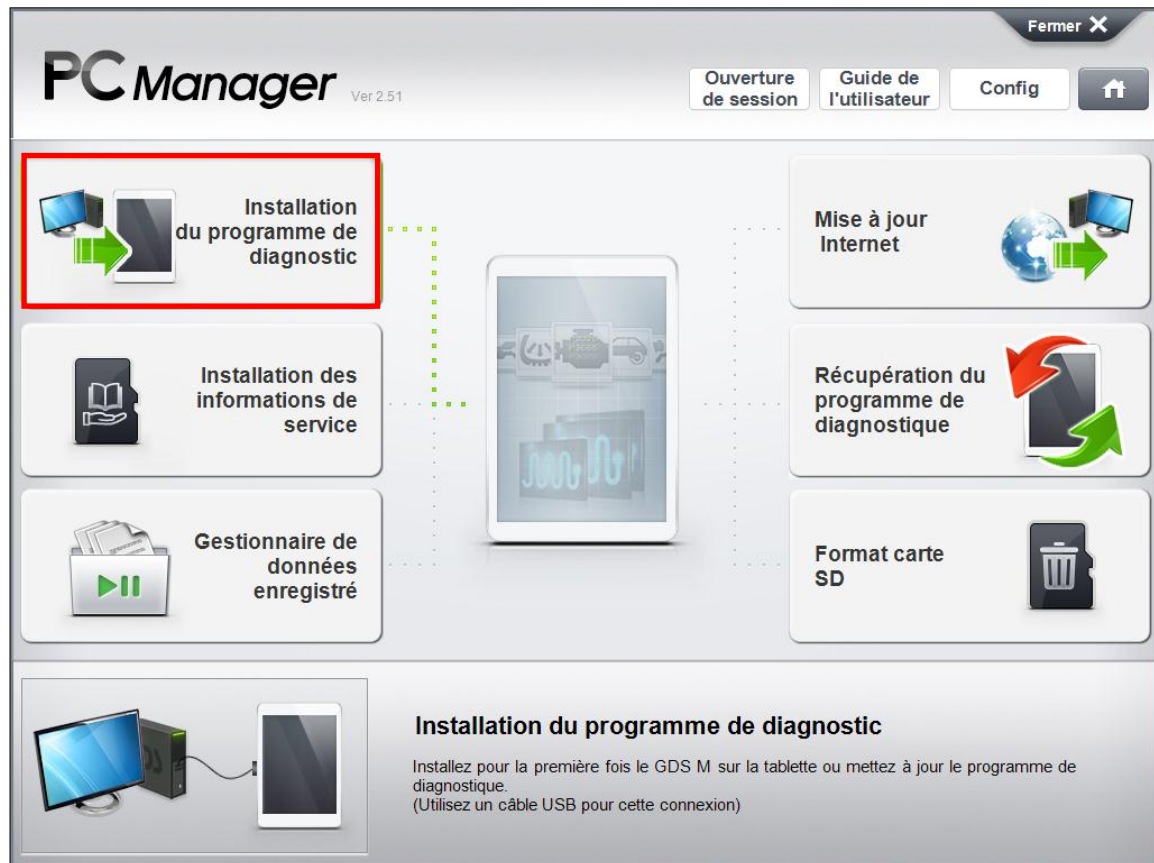 Fermer X
PC Manager Ver 2.51
Ouverture
de session
Guide de
l'utilisateur
Config
Installation
du programme de
diagnostic
Mise à jour
Internet
Installation des
informations de
service
Récupération du
programme de
diagnostique
Gestionnaire de
données
enregistré
Format carte
SD
Installation du programme de diagnostic
Installez pour la première fois le GDS M sur la tablette ou mettez à jour le programme de
diagnostique.
(Utilisez un câble USB pour cette connexion)